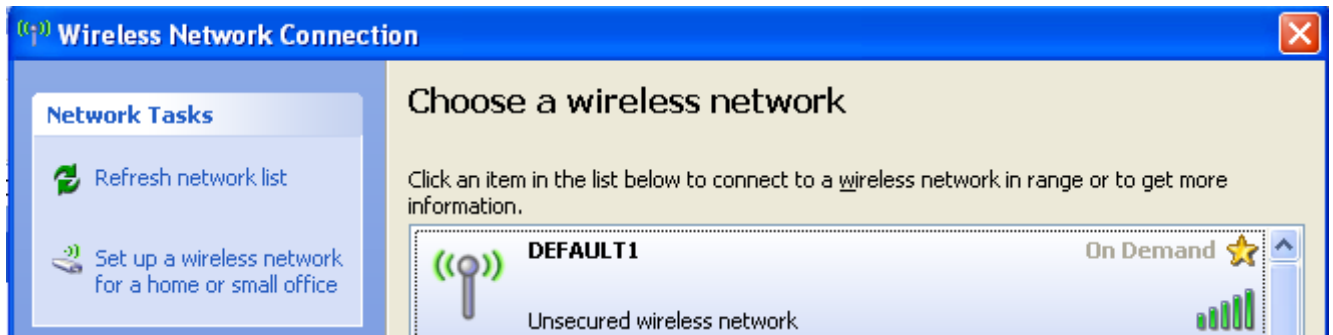 Wireless Network Connection
Network Tasks
Refresh network list
Set up a wireless network
for a home or small office
Choose a wireless network
Click an item in the list below to connect to a wireless network in range or to get more
information.
DEFAULT1
On Demand
Unsecured wireless network